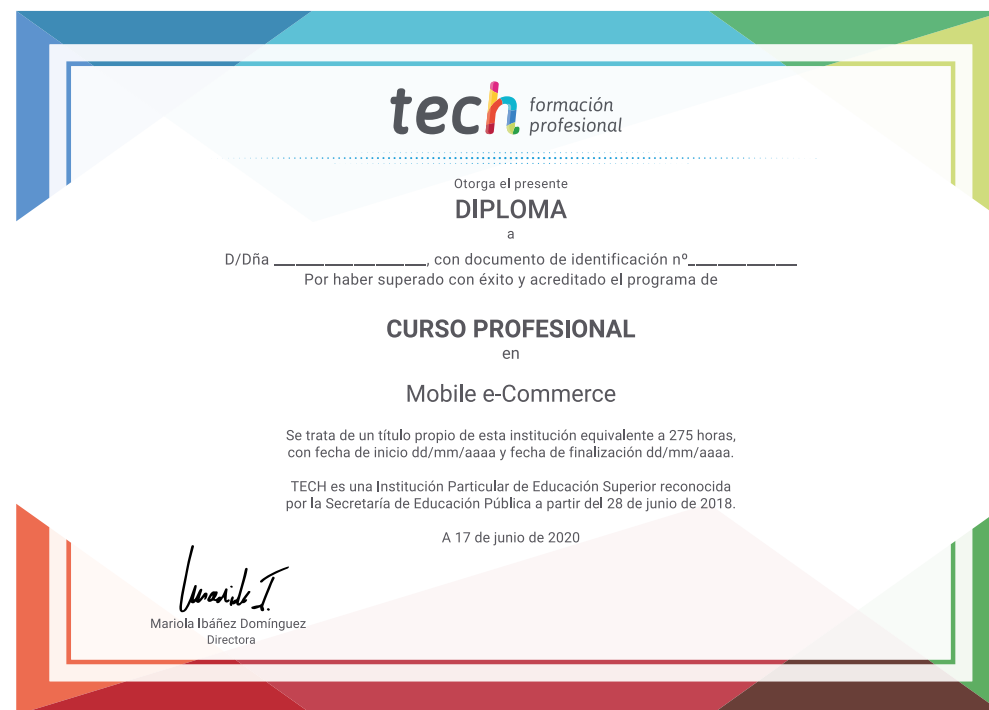 tech formación
profesional
Otorga el presente
DIPLOMA
a
D/Dña ________________, con documento de identificación nº___________
Por haber superado con éxito y acreditado el programa de
CURSO PROFESIONAL
en
Mobile e-Commerce
Se trata de un título propio de esta institución equivalente a 275 horas,
con fecha de inicio dd/mm/aaaa y fecha de finalización dd/mm/aaaa.
TECH es una Institución Particular de Educación Superior reconocida
por la Secretaría de Educación Pública a partir del 28 de junio de 2018.
A 17 de junio de 2020
Mariola Ibáñez Domínguez
Directora